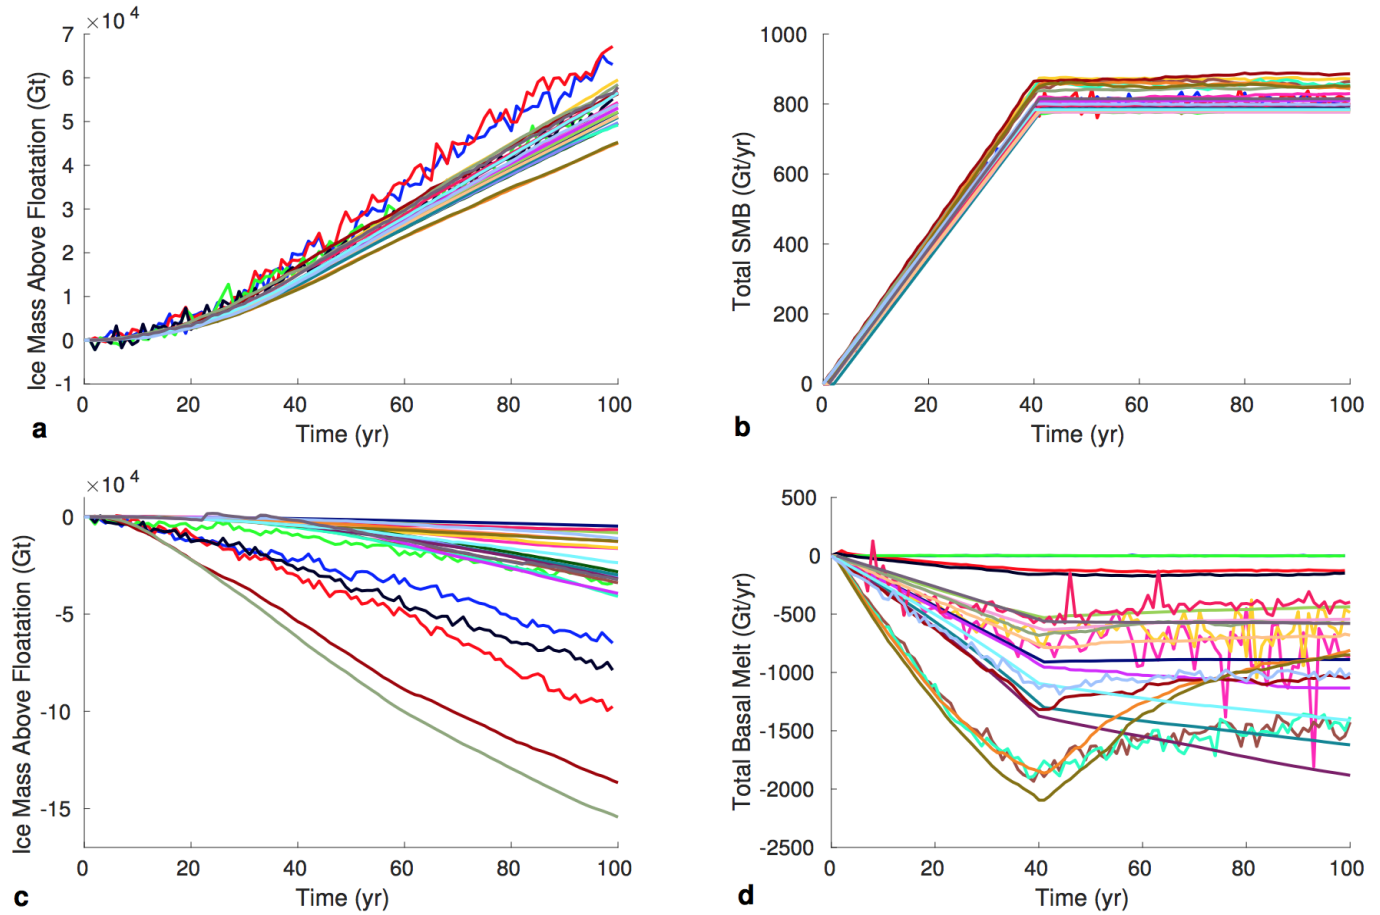 ×10 4
7
6
5
4
3
2
1
0
-1
Ice Mass Above Floatation (Gt)
0 20 40 60 80 100
Time (yr)
a
1000
800
600
400
200
0
Total SMB (Gt/yr)
0 20 40 60 80 100
Time (yr)
b
×10 4
0
-5
-10
-15
Ice Mass Above Floatation (Gt)
0 20 40 60 80 100
Time (yr)
c
500
0
-500
-1000
-1500
-2000
-2500
Total Basal Melt (Gt/yr)
0 20 40 60 80 100
Time (yr)
d